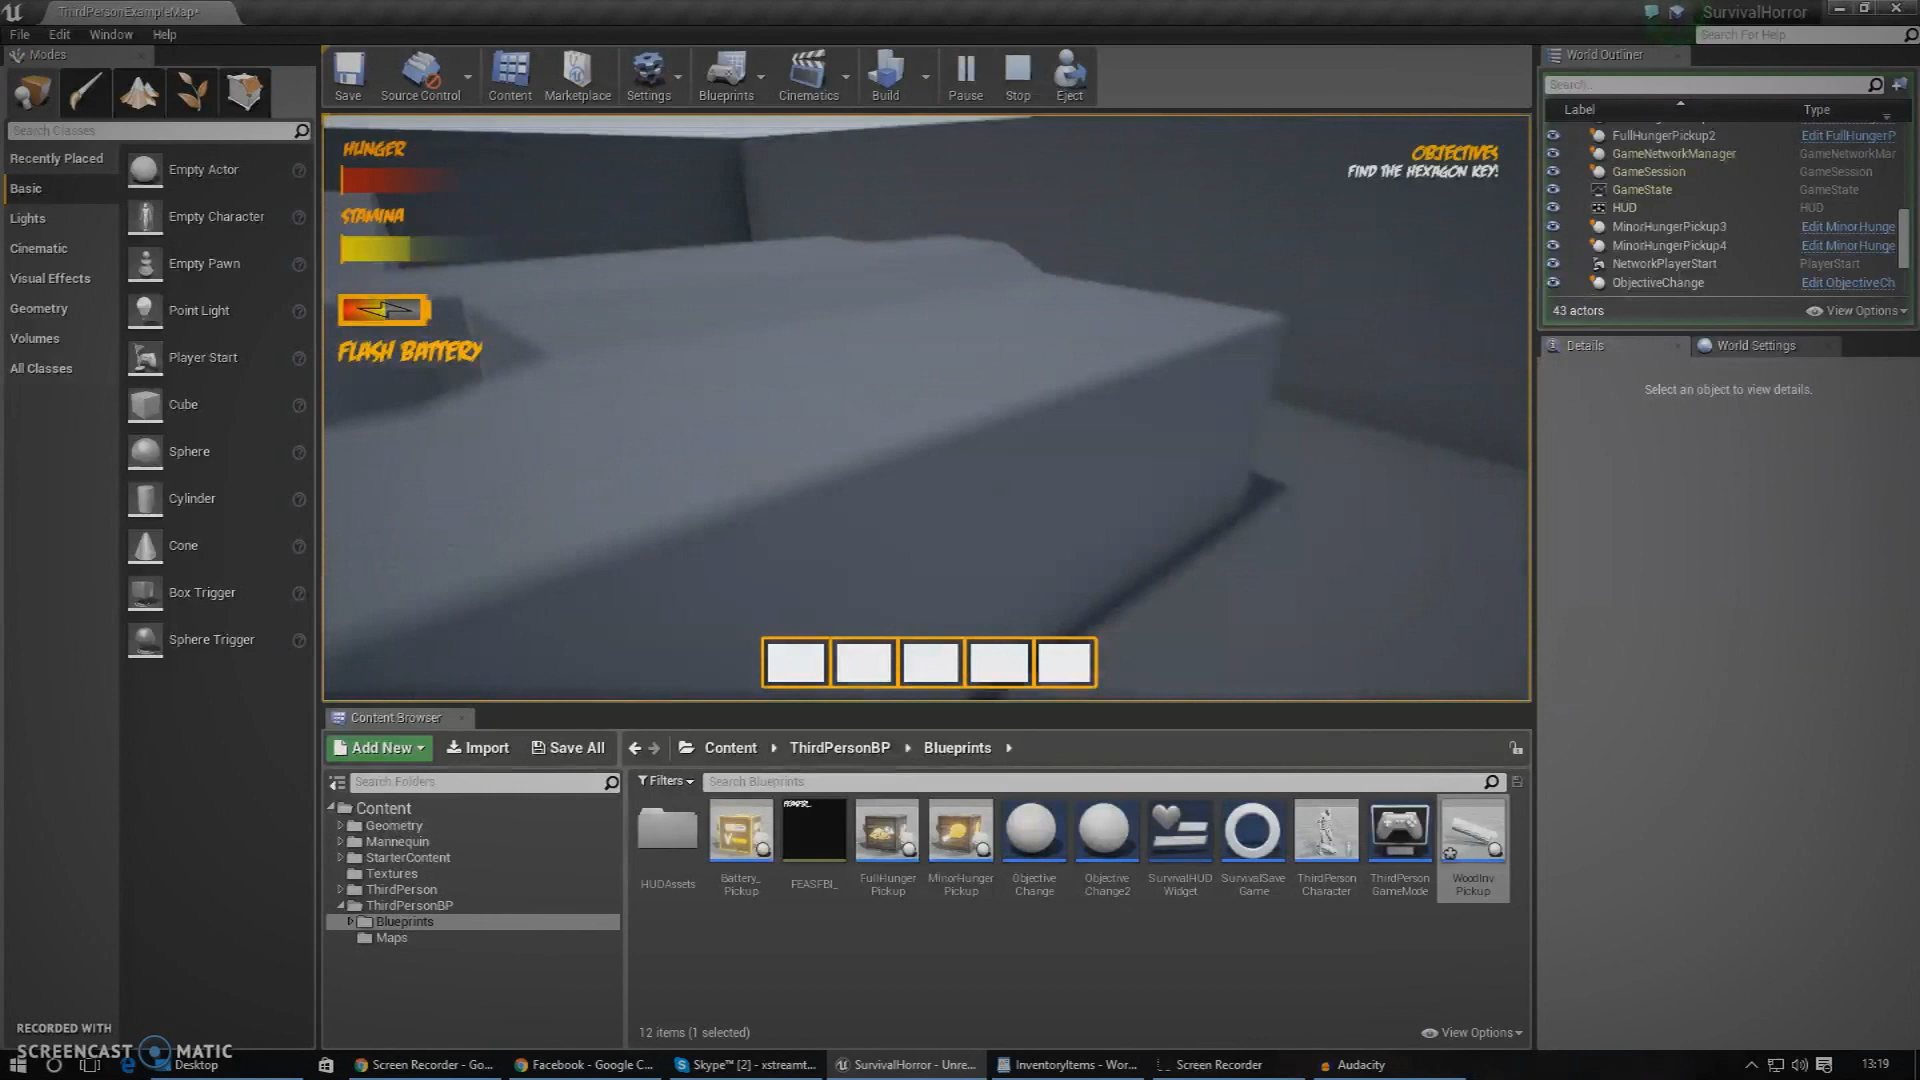 ThirdPersonExampleMap*
SurvivalHorror
File Edit Window Help
Search For Help
Modes
Search Classes
Recently Placed
Basic
Lights
Cinematic
Visual Effects
Geometry
Volumes
All Classes
Empty Actor
Empty Character
Empty Pawn
Point Light
Player Start
Cube
Sphere
Cylinder
Cone
Box Trigger
Sphere Trigger
Save Source Control Content Marketplace Settings Blueprints Cinematics Build Pause Stop Eject
HUNGER
STAMINA
FLASH BATTERY
OBJECTIVES
FIND THE HEXAGON KEY!
World Outliner
Search...
Label Type
FullHungerPickup2 Edit FullHungerP
GameNetworkManager GameNetworkMar
GameSession GameSession
GameState GameState
HUD HUD
MinorHungerPickup3 Edit MinorHunge
MinorHungerPickup4 Edit MinorHunge
NetworkPlayerStart PlayerStart
ObjectiveChange Edit ObjectiveCh
43 actors View Options
Details World Settings
Select an object to view details.
Content Browser
Add New Import Save All Content ThirdPersonBP Blueprints
Search Folders
Filters Search Blueprints
Content
Geometry
Mannequin
StarterContent
Textures
ThirdPerson
ThirdPersonBP
Blueprints
Maps
HUDAssets
Battery_
Pickup
FEASFBI_
FullHunger
Pickup
MinorHunger
Pickup
Objective
Change
Objective
Change2
SurvivalHUD
Widget
SurvivalSave
Game
ThirdPerson
Character
ThirdPerson
GameMode
WoodInv
Pickup
12 items (1 selected) View Options
RECORDED WITH
SCREENCAST MATIC
Desktop
Screen Recorder - Go...
Facebook - Google C...
Skype™ [2] - xstreamt...
SurvivalHorror - Unre...
InventoryItems - Wor...
Screen Recorder
Audacity
13:19